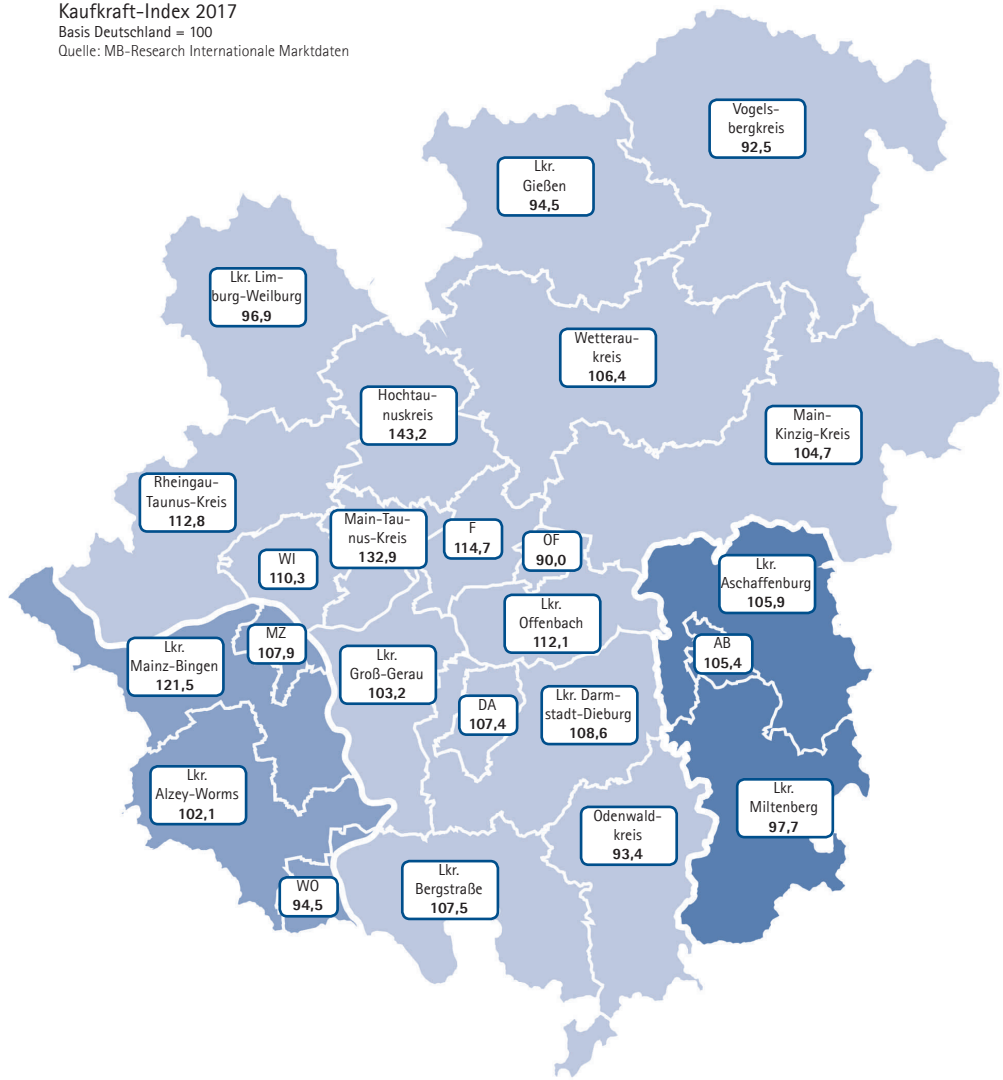 Kaufkraft-Index 2017
Basis Deutschland = 100
Quelle: MB-Research Internationale Marktdaten
Vogels-
bergkreis
92,5
Lkr.
Gießen
94,5
Lkr. Lim-
burg-Weilburg
96,9
Wetterau-
kreis
106,4
Hochtau-
nuskreis
143,2
Main-
Kinzig-Kreis
104,7
Rheingau-
Taunus-Kreis
112,8
Main-Tau-
nus-Kreis
132,9
F
114,7
OF
90,0
WI
110,3
Lkr.
Aschaffenburg
105,9
Lkr.
Offenbach
112,1
MZ
107,9
Lkr.
Mainz-Bingen
121,5
Lkr.
Groß-Gerau
103,2
AB
105,4
DA
107,4
Lkr. Darm-
stadt-Dieburg
108,6
Lkr.
Alzey-Worms
102,1
Lkr.
Miltenberg
97,7
Odenwald-
kreis
93,4
WO
94,5
Lkr.
Bergstraße
107,5